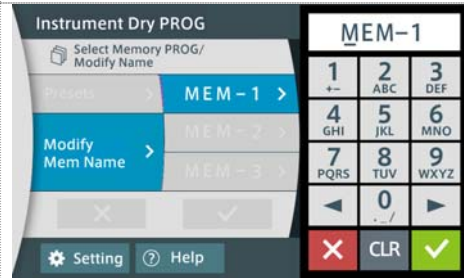 Instrument Dry PROG
Select Memory PROG/
Modify Name
Presets >
MEM-1 >
MEM-2 >
Modify
Mem Name >
MEM-3 >
Setting
? Help
MEM-1
1 2 3
+- ABC DEF
4 5 6
GHI JKL MNO
7 8 9
PQRS TUV WXYZ
0
._/
CLR